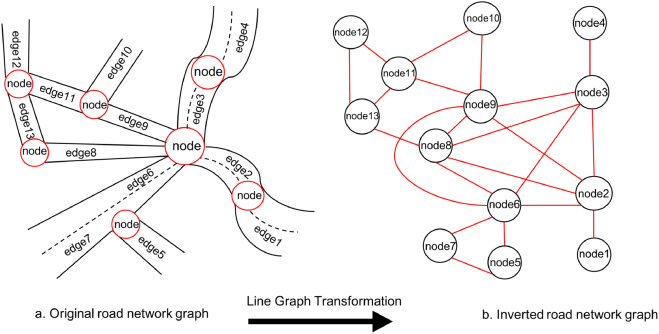 edge12
edge10
edge4
node
node
edge11
node
edge3
edge13
edge9
node
node
edge8
edge2
edge6
node
node
edge7
edge5
edge1
a. Original road network graph
Line Graph Transformation
node12
node10
node4
node11
node3
node13
node9
node8
node2
node6
node7
node5
node1
b. Inverted road network graph